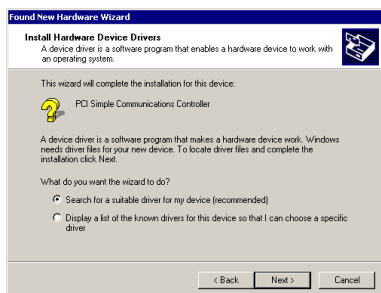 Found New Hardware Wizard
Install Hardware Device Drivers
A device driver is a software program that enables a hardware device to work with
an operating system.
This wizard will complete the installation for this device:
PCI Simple Communications Controller
A device driver is a software program that makes a hardware device work. Windows
needs driver files for your new device. To locate driver files and complete the
installation click Next.
What do you want the wizard to do?
Search for a suitable driver for my device (recommended)
Display a list of the known drivers for this device so that I can choose a specific
driver
< Back Next > Cancel